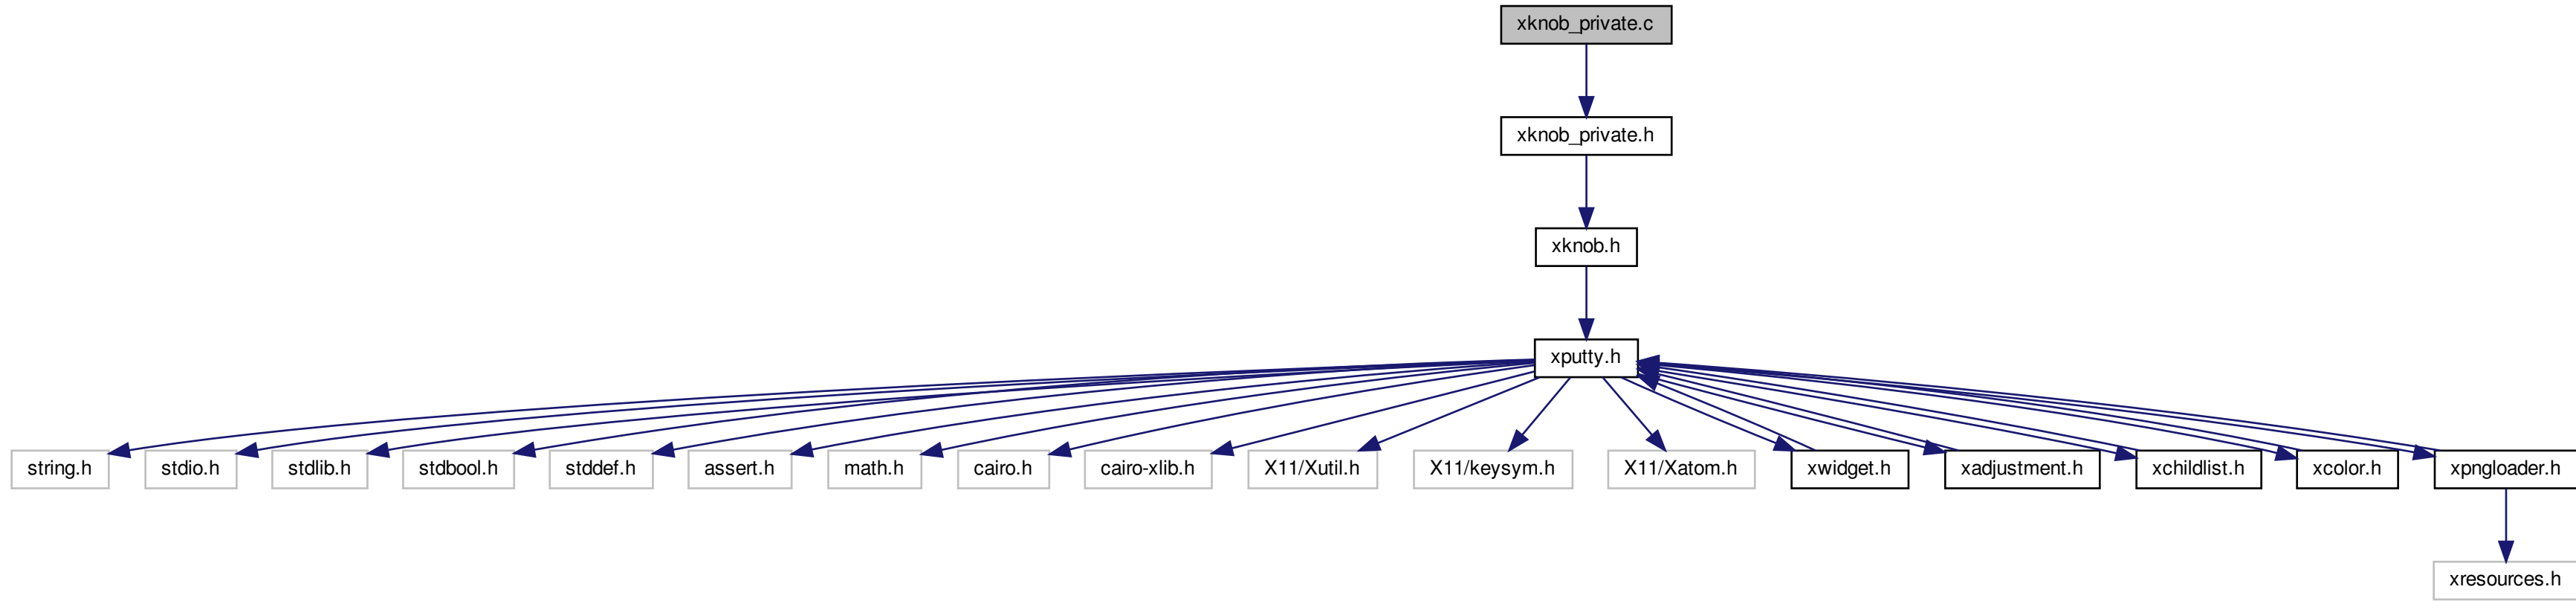 xknob_private.c
xknob_private.h
xknob.h
xputty.h
string.h
stdio.h
stdlib.h
stdbool.h
stddef.h
assert.h
math.h
cairo.h
cairo-xlib.h
X11/Xutil.h
X11/keysym.h
X11/Xatom.h
xwidget.h
xadjustment.h
xchildlist.h
xcolor.h
xpngloader.h
xresources.h